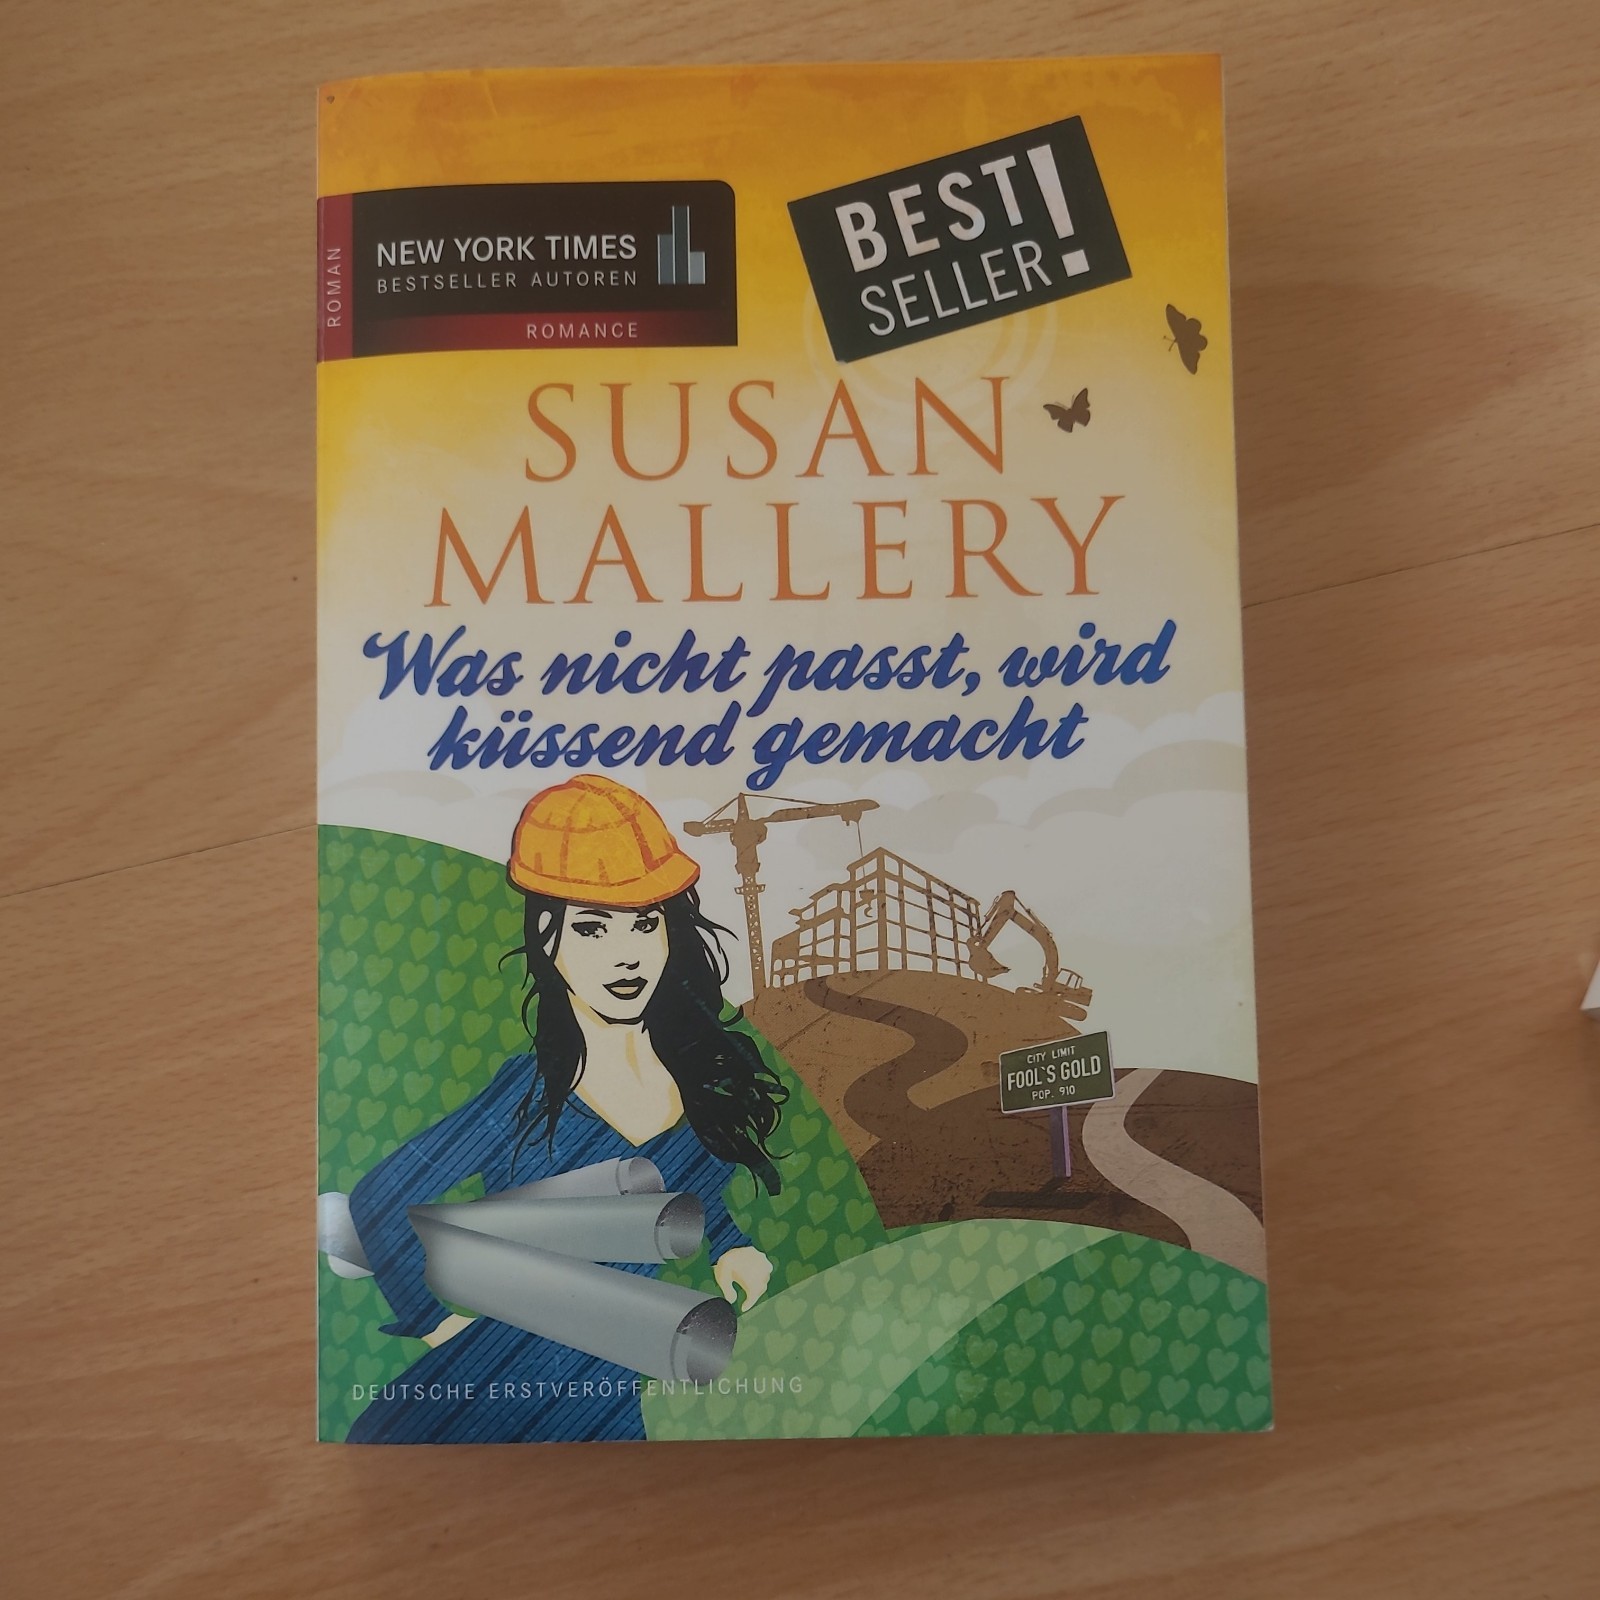 ROMAN
NEW YORK TIMES
BESTSELLER AUTOREN
ROMANCE
BEST
SELLER!
SUSAN
MALLERY
Was nicht passt, wird
küssend gemacht
CITY LIMIT
FOOL`S GOLD
POP. 910
DEUTSCHE ERSTVERÖFFENTLICHUNG